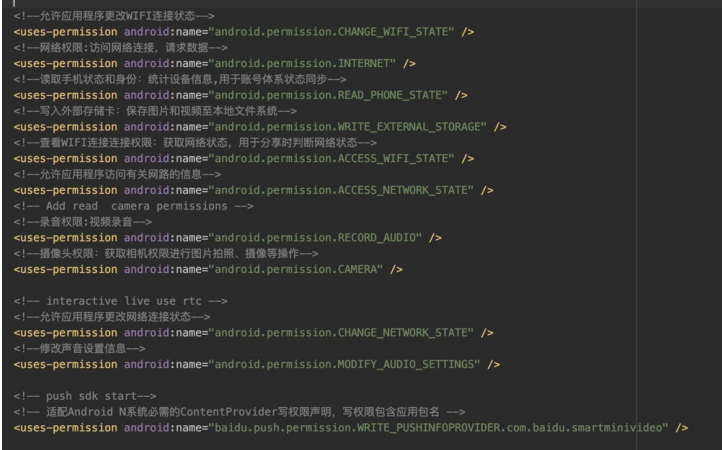 <!--允许应用程序更改WIFI连接状态-->
<uses-permission android:name="android.permission.CHANGE_WIFI_STATE" />
<!--网络权限:访问网络连接，请求数据-->
<uses-permission android:name="android.permission.INTERNET" />
<!--读取手机状态和身份：统计设备信息,用于账号体系状态同步-->
<uses-permission android:name="android.permission.READ_PHONE_STATE" />
<!--写入外部存储卡：保存图片和视频至本地文件系统-->
<uses-permission android:name="android.permission.WRITE_EXTERNAL_STORAGE" />
<!--查看WIFI连接连接权限：获取网络状态，用于分享时判断网络状态-->
<uses-permission android:name="android.permission.ACCESS_WIFI_STATE" />
<!--允许应用程序访问有关网路的信息-->
<uses-permission android:name="android.permission.ACCESS_NETWORK_STATE" />
<!-- Add read  camera permissions -->
<!--录音权限:视频录音-->
<uses-permission android:name="android.permission.RECORD_AUDIO" />
<!--摄像头权限：获取相机权限进行图片拍照、摄像等操作-->
<uses-permission android:name="android.permission.CAMERA" />
<!-- interactive live use rtc -->
<!--允许应用程序更改网络连接状态-->
<uses-permission android:name="android.permission.CHANGE_NETWORK_STATE" />
<!--修改声音设置信息-->
<uses-permission android:name="android.permission.MODIFY_AUDIO_SETTINGS" />
<!-- push sdk start-->
<!-- 适配Android N系统必需的ContentProvider写权限声明，写权限包含应用包名 -->
<uses-permission android:name="baidu.push.permission.WRITE_PUSHINFOPROVIDER.com.baidu.smartminivideo" />